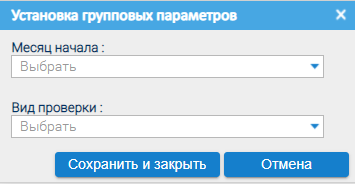 Установка групповых параметров
Месяц начала :
Выбрать
Вид проверки :
Выбрать
Сохранить и закрыть
Отмена